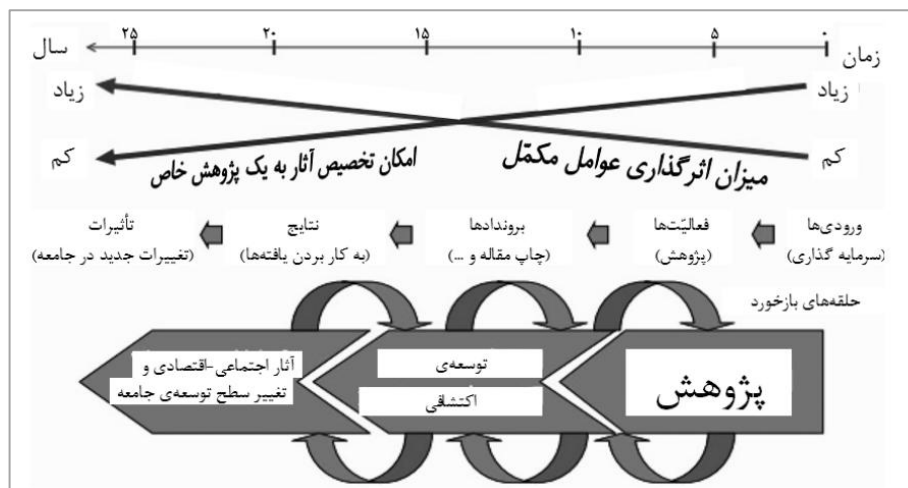 ۰ ۵ ۱۰ ۱۵ ۲۰ ۲۵
زمان
سال
زیاد
زیاد
کم
کم
میزان اثرگذاری عوامل مکمّل
امکان تخصیص آثار به یک پژوهش خاص
ورودی‌ها
(سرمایه گذاری)
فعالیّت‌ها
(پژوهش)
بروندادها
(چاپ مقاله و ...)
نتایج
(به کار بردن یافته‌ها)
تأثیرات
(تغییرات جدید در جامعه)
حلقه‌های بازخورد
پژوهش
توسعه‌ی
اکتشافی
آثار اجتماعی-اقتصادی و
تغییر سطح توسعه‌ی جامعه